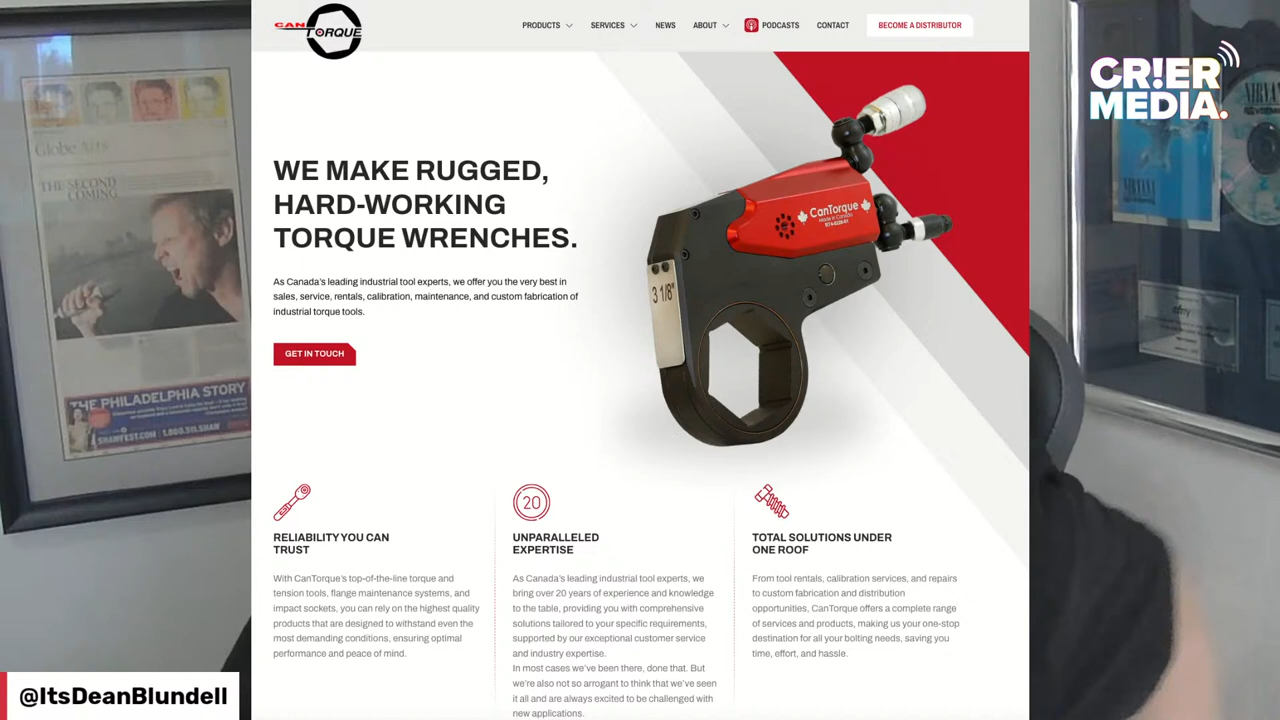 CANTORQUE
PRODUCTS
SERVICES
NEWS
ABOUT
PODCASTS
CONTACT
BECOME A DISTRIBUTOR
CR!ER
MEDIA.
Globe Arts
THE SECOND
COMING
THE PHILADELPHIA STORY
NIRVANA
WE MAKE RUGGED,
HARD-WORKING
TORQUE WRENCHES.
As Canada's leading industrial tool experts, we offer you the very best in
sales, service, rentals, calibration, maintenance, and custom fabrication of
industrial torque tools.
GET IN TOUCH
CanTorque
Made in Canada
3 1/8"
RELIABILITY YOU CAN
TRUST
With CanTorque's top-of-the-line torque and
tension tools, flange maintenance systems, and
impact sockets, you can rely on the highest quality
products that are designed to withstand even the
most demanding conditions, ensuring optimal
performance and peace of mind.
20
UNPARALLELED
EXPERTISE
As Canada's leading industrial tool experts, we
bring over 20 years of experience and knowledge
to the table, providing you with comprehensive
solutions tailored to your specific requirements,
supported by our exceptional customer service
and industry expertise.
In most cases we've been there, done that. But
we're also not so arrogant to think that we've seen
it all and are always excited to be challenged with
new applications.
TOTAL SOLUTIONS UNDER
ONE ROOF
From tool rentals, calibration services, and repairs
to custom fabrication and distribution
opportunities, CanTorque offers a complete range
of services and products, making us your one-stop
destination for all your bolting needs, saving you
time, effort, and hassle.
@ItsDeanBlundell